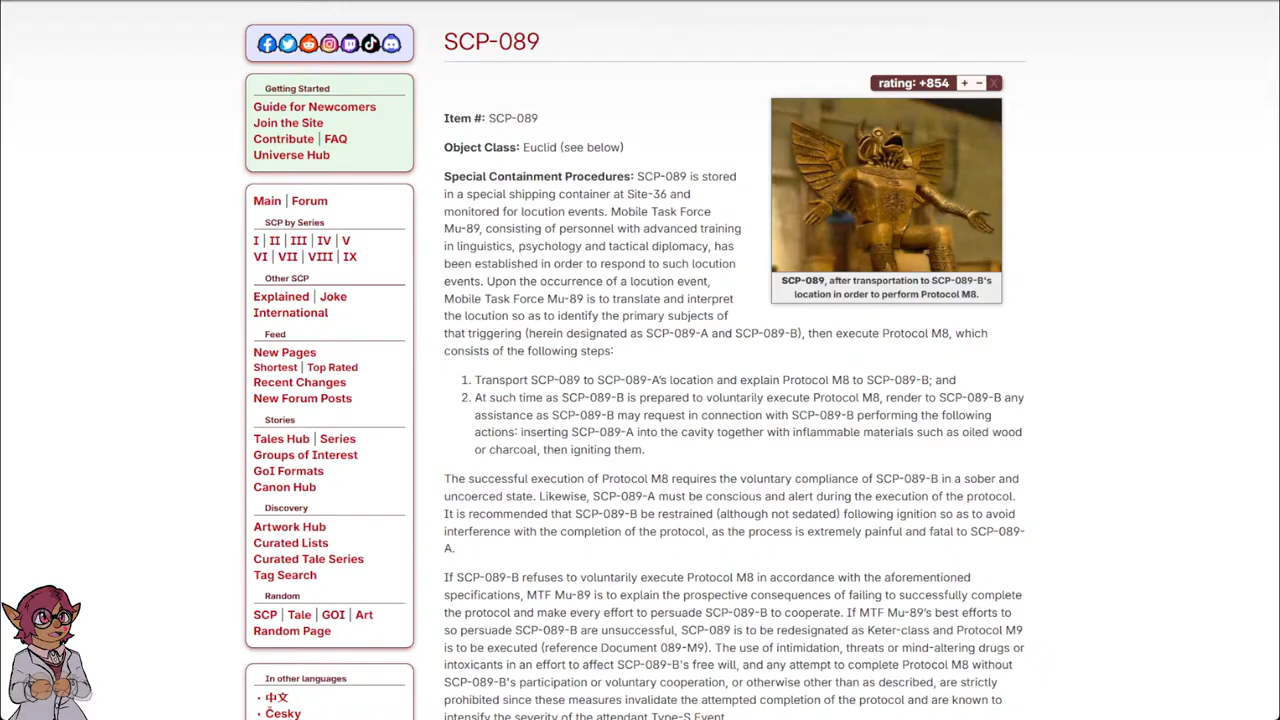 SCP-089
Getting Started
Guide for Newcomers
Join the Site
Contribute | FAQ
Universe Hub
Main | Forum
SCP by Series
I | II | III | IV | V
VI | VII | VIII | IX
Other SCP
Explained | Joke
International
Feed
New Pages
Shortest | Top Rated
Recent Changes
New Forum Posts
Stories
Tales Hub | Series
Groups of Interest
GoI Formats
Canon Hub
Discovery
Artwork Hub
Curated Lists
Curated Tale Series
Tag Search
Random
SCP | Tale | GOI | Art
Random Page
In other languages
· 中文
· Česky
rating: +854 + – X
Item #: SCP-089
Object Class: Euclid (see below)
Special Containment Procedures: SCP-089 is stored
in a special shipping container at Site-36 and
monitored for locution events. Mobile Task Force
Mu-89, consisting of personnel with advanced training
in linguistics, psychology and tactical diplomacy, has
been established in order to respond to such locution
events. Upon the occurrence of a locution event,
Mobile Task Force Mu-89 is to translate and interpret
the locution so as to identify the primary subjects of
that triggering (herein designated as SCP-089-A and SCP-089-B), then execute Protocol M8, which
consists of the following steps:
SCP-089, after transportation to SCP-089-B's
location in order to perform Protocol M8.
1. Transport SCP-089 to SCP-089-A's location and explain Protocol M8 to SCP-089-B; and
2. At such time as SCP-089-B is prepared to voluntarily execute Protocol M8, render to SCP-089-B any
assistance as SCP-089-B may request in connection with SCP-089-B performing the following
actions: inserting SCP-089-A into the cavity together with inflammable materials such as oiled wood
or charcoal, then igniting them.
The successful execution of Protocol M8 requires the voluntary compliance of SCP-089-B in a sober and
uncoerced state. Likewise, SCP-089-A must be conscious and alert during the execution of the protocol.
It is recommended that SCP-089-B be restrained (although not sedated) following ignition so as to avoid
interference with the completion of the protocol, as the process is extremely painful and fatal to SCP-089-
A.
If SCP-089-B refuses to voluntarily execute Protocol M8 in accordance with the aforementioned
specifications, MTF Mu-89 is to explain the prospective consequences of failing to successfully complete
the protocol and make every effort to persuade SCP-089-B to cooperate. If MTF Mu-89's best efforts to
so persuade SCP-089-B are unsuccessful, SCP-089 is to be redesignated as Keter-class and Protocol M9
is to be executed (reference Document 089-M9). The use of intimidation, threats or mind-altering drugs or
intoxicants in an effort to affect SCP-089-B's free will, and any attempt to complete Protocol M8 without
SCP-089-B's participation or voluntary cooperation, or otherwise other than as described, are strictly
prohibited since these measures invalidate the attempted completion of the protocol and are known to
intensify the severity of the attendant Type-S Event.